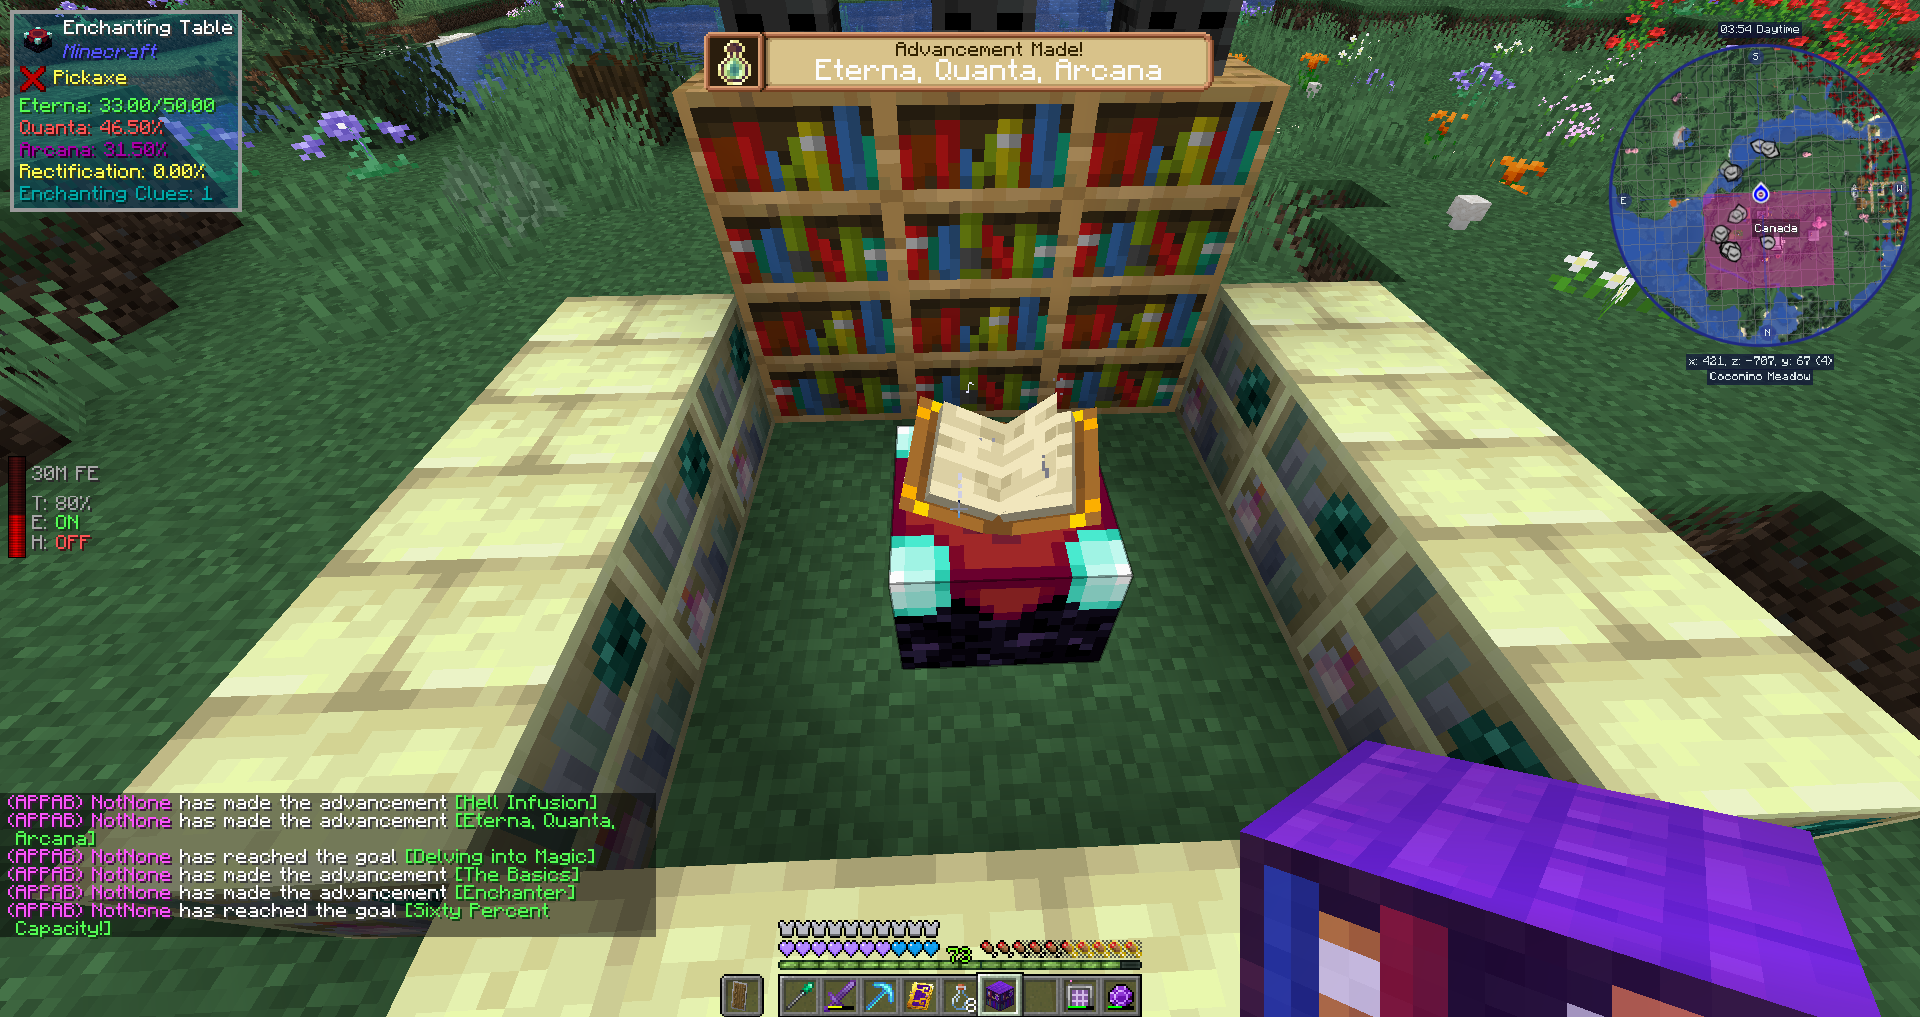 Enchanting Table
Minecraft
Pickaxe
Eterna: 33.00/50.00
Quanta: 46.50%
Arcana: 31.50%
Rectification: 0.00%
Enchanting Clues: 1
Advancement Made!
Eterna, Quanta, Arcana
03:54 Daytime
S
E
W
Canada
N
x: 421, z: -707, y: 67 (4)
Coconino Meadow
30M FE
T: 80%
E: ON
H: OFF
(APPAB) NotNone has made the advancement [Hell Infusion]
(APPAB) NotNone has made the advancement [Eterna, Quanta,
Arcana]
(APPAB) NotNone has reached the goal [Delving into Magic]
(APPAB) NotNone has made the advancement [The Basics]
(APPAB) NotNone has made the advancement [Enchanter]
(APPAB) NotNone has reached the goal [Sixty Percent
Capacity!]
78
8